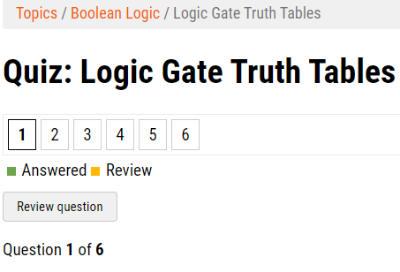 Topics / Boolean Logic / Logic Gate Truth Tables
Quiz: Logic Gate Truth Tables
1 2 3 4 5 6
Answered Review
Review question
Question 1 of 6